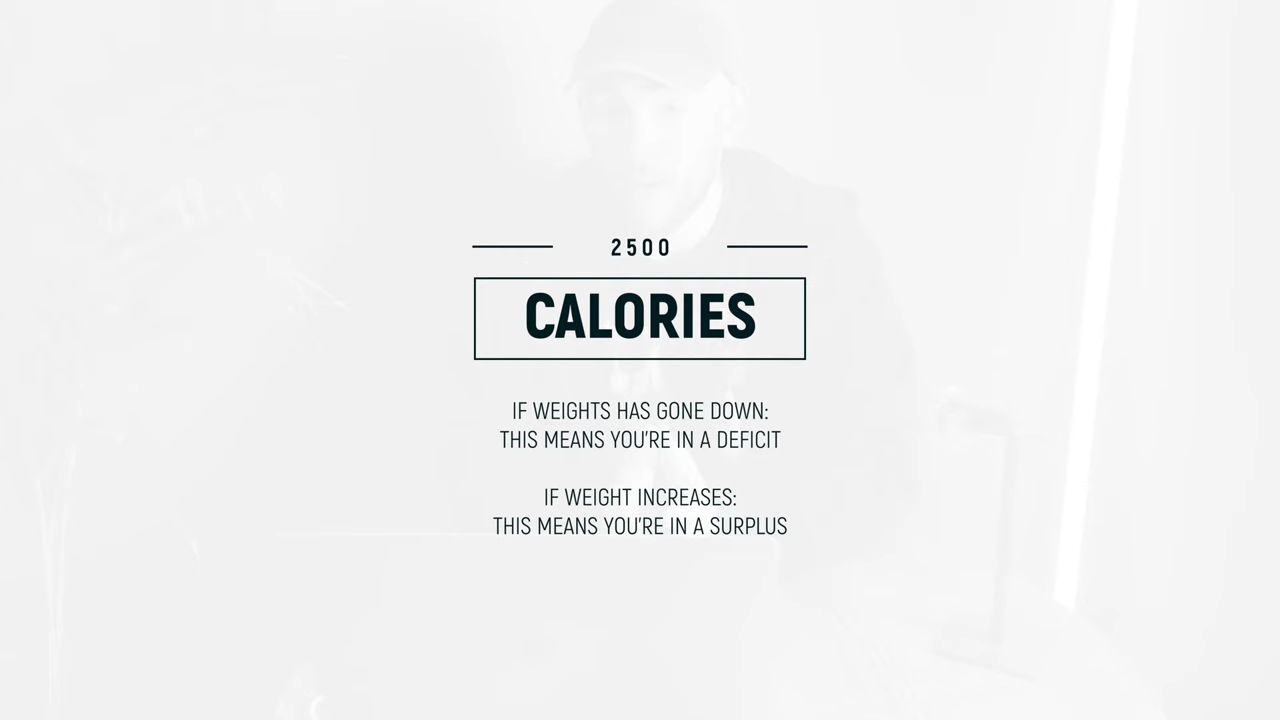 2500
CALORIES
IF WEIGHTS HAS GONE DOWN:
THIS MEANS YOU'RE IN A DEFICIT
IF WEIGHT INCREASES:
THIS MEANS YOU'RE IN A SURPLUS